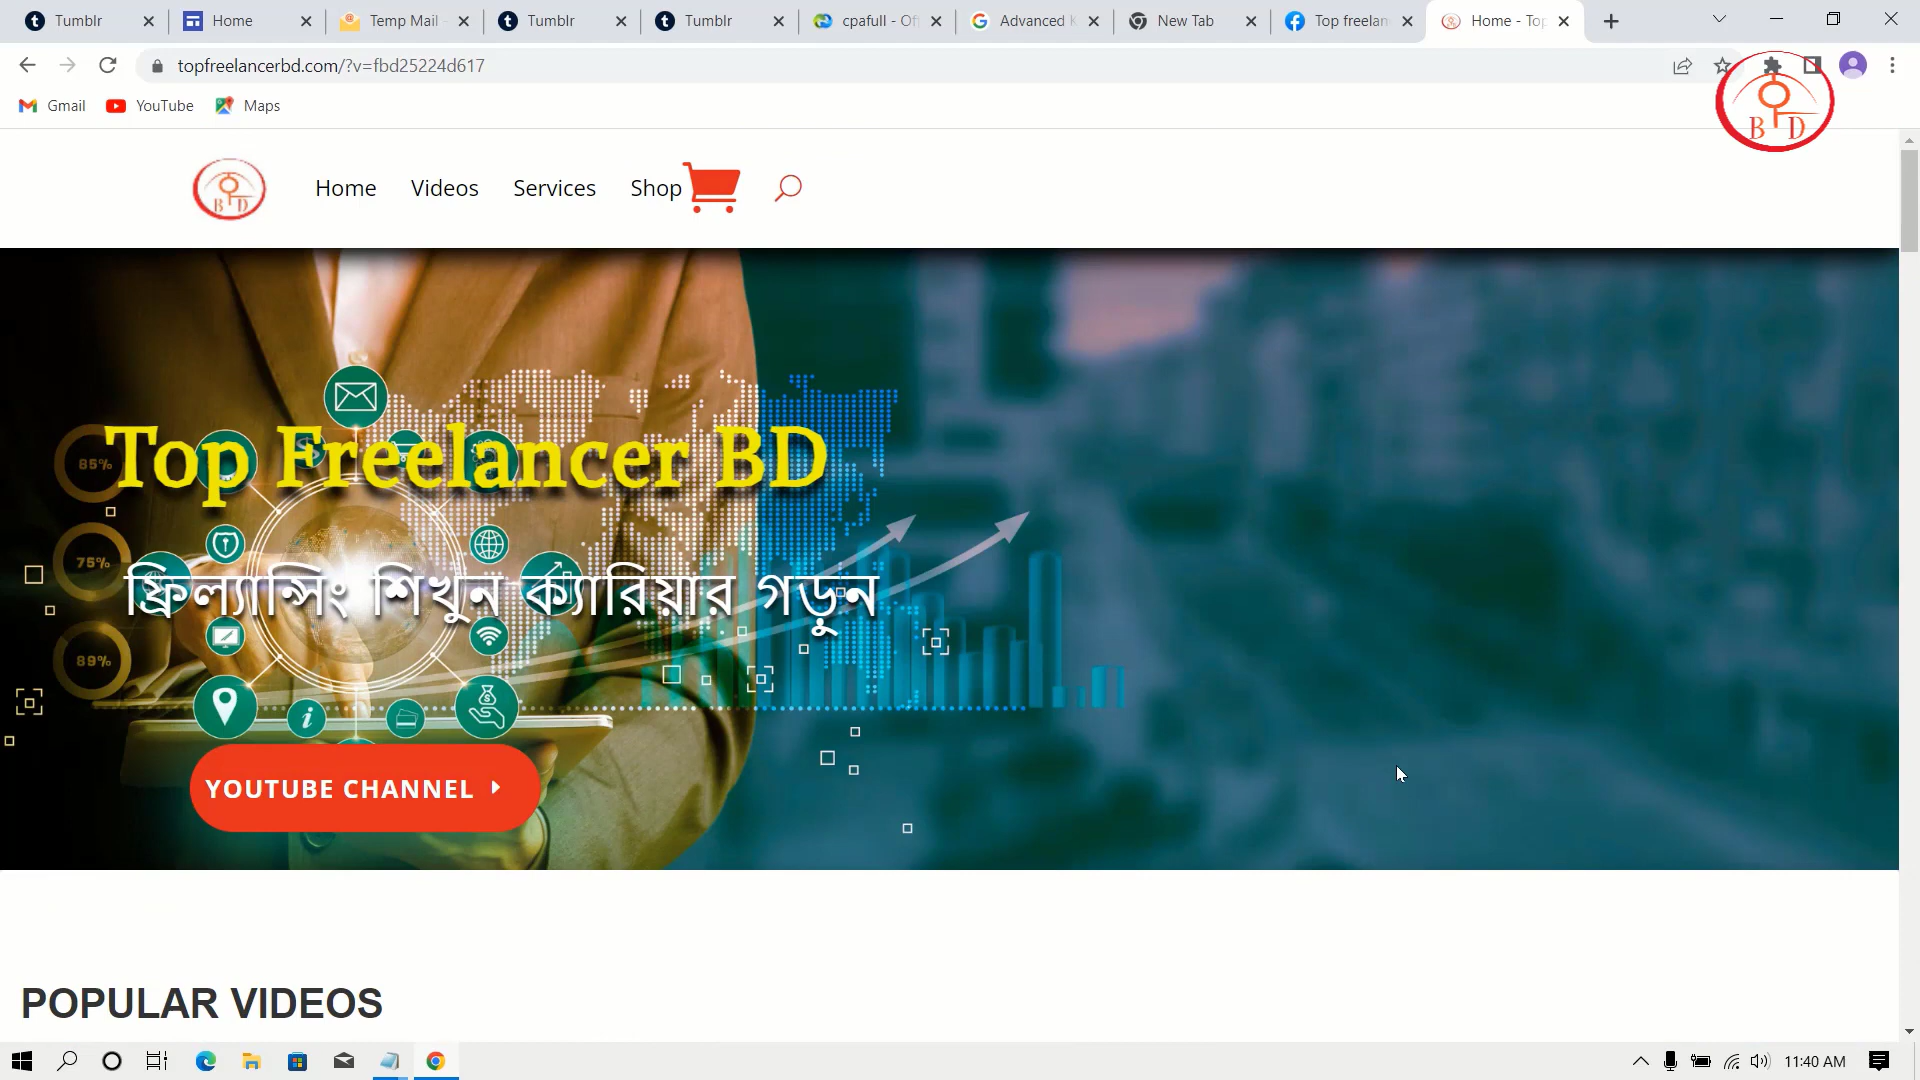 Tumblr
Home
Temp Mail -
Tumblr
Tumblr
cpafull - Of
Advanced K
New Tab
Top freelan
Home - Top
topfreelancerbd.com/?v=fbd25224d617
Gmail
YouTube
Maps
B D
B D
Home
Videos
Services
Shop
85%
Top Freelancer BD
75%
ফ্রিল্যান্সিং শিখুন ক্যারিয়ার গড়ুন
89%
YOUTUBE CHANNEL
POPULAR VIDEOS
11:40 AM